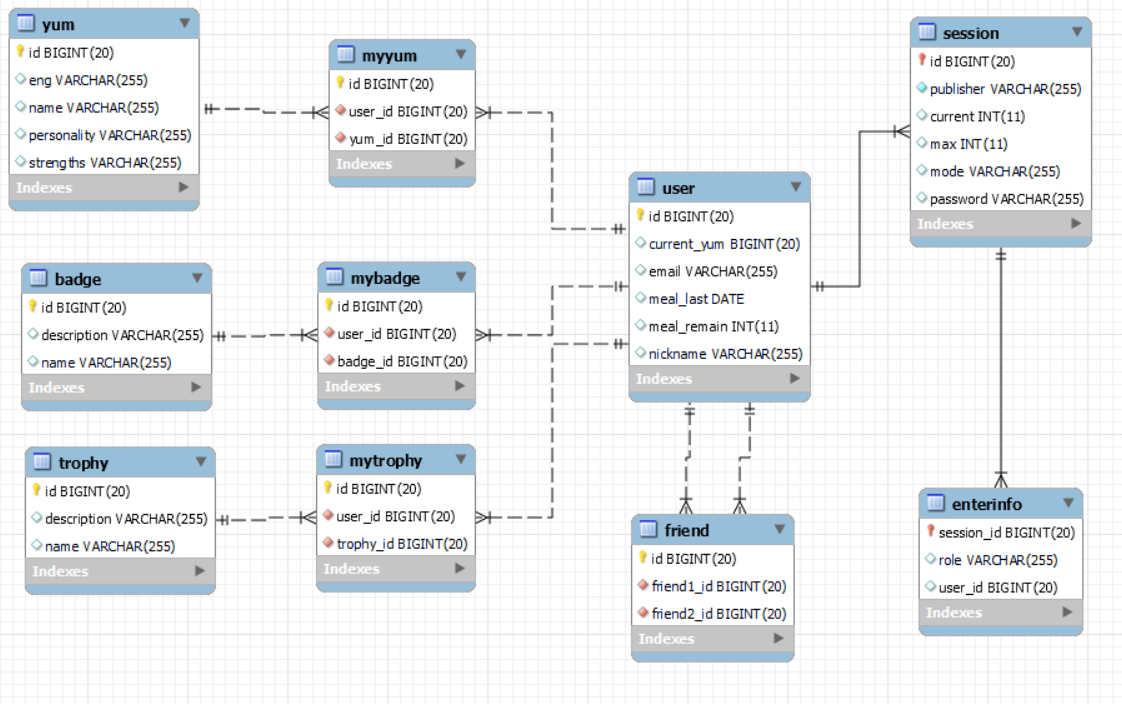 yum
id BIGINT(20)
eng VARCHAR(255)
name VARCHAR(255)
personality VARCHAR(255)
strengths VARCHAR(255)
Indexes
myyum
id BIGINT(20)
user_id BIGINT(20)
yum_id BIGINT(20)
Indexes
session
id BIGINT(20)
publisher VARCHAR(255)
current INT(11)
max INT(11)
mode VARCHAR(255)
password VARCHAR(255)
Indexes
user
id BIGINT(20)
current_yum BIGINT(20)
email VARCHAR(255)
meal_last DATE
meal_remain INT(11)
nickname VARCHAR(255)
Indexes
badge
id BIGINT(20)
description VARCHAR(255)
name VARCHAR(255)
Indexes
mybadge
id BIGINT(20)
user_id BIGINT(20)
badge_id BIGINT(20)
Indexes
trophy
id BIGINT(20)
description VARCHAR(255)
name VARCHAR(255)
Indexes
mytrophy
id BIGINT(20)
user_id BIGINT(20)
trophy_id BIGINT(20)
Indexes
friend
id BIGINT(20)
friend1_id BIGINT(20)
friend2_id BIGINT(20)
Indexes
enterinfo
session_id BIGINT(20)
role VARCHAR(255)
user_id BIGINT(20)
Indexes